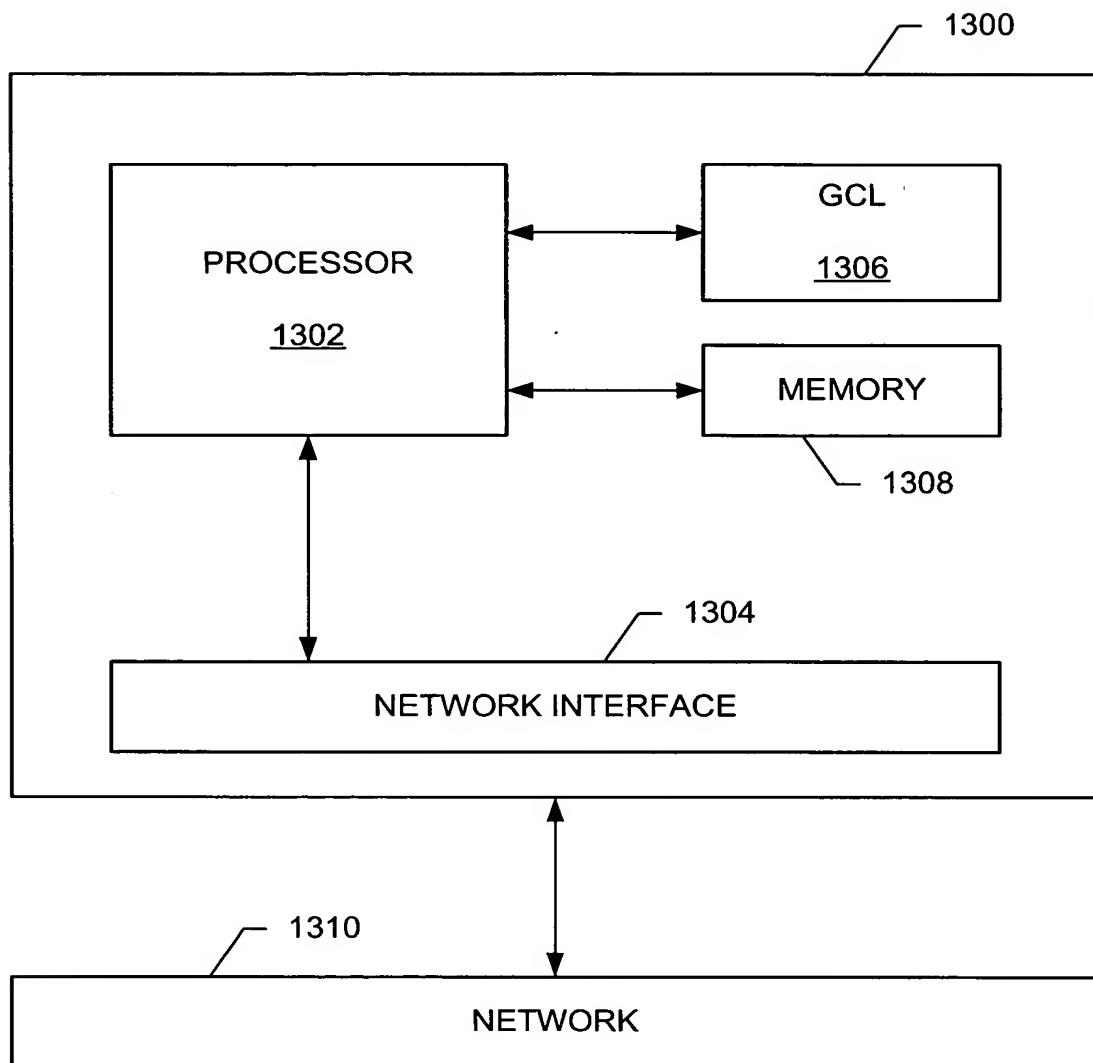 1300
GCL
1306
PROCESSOR
1302
MEMORY
1308
1304
NETWORK INTERFACE
1310
NETWORK